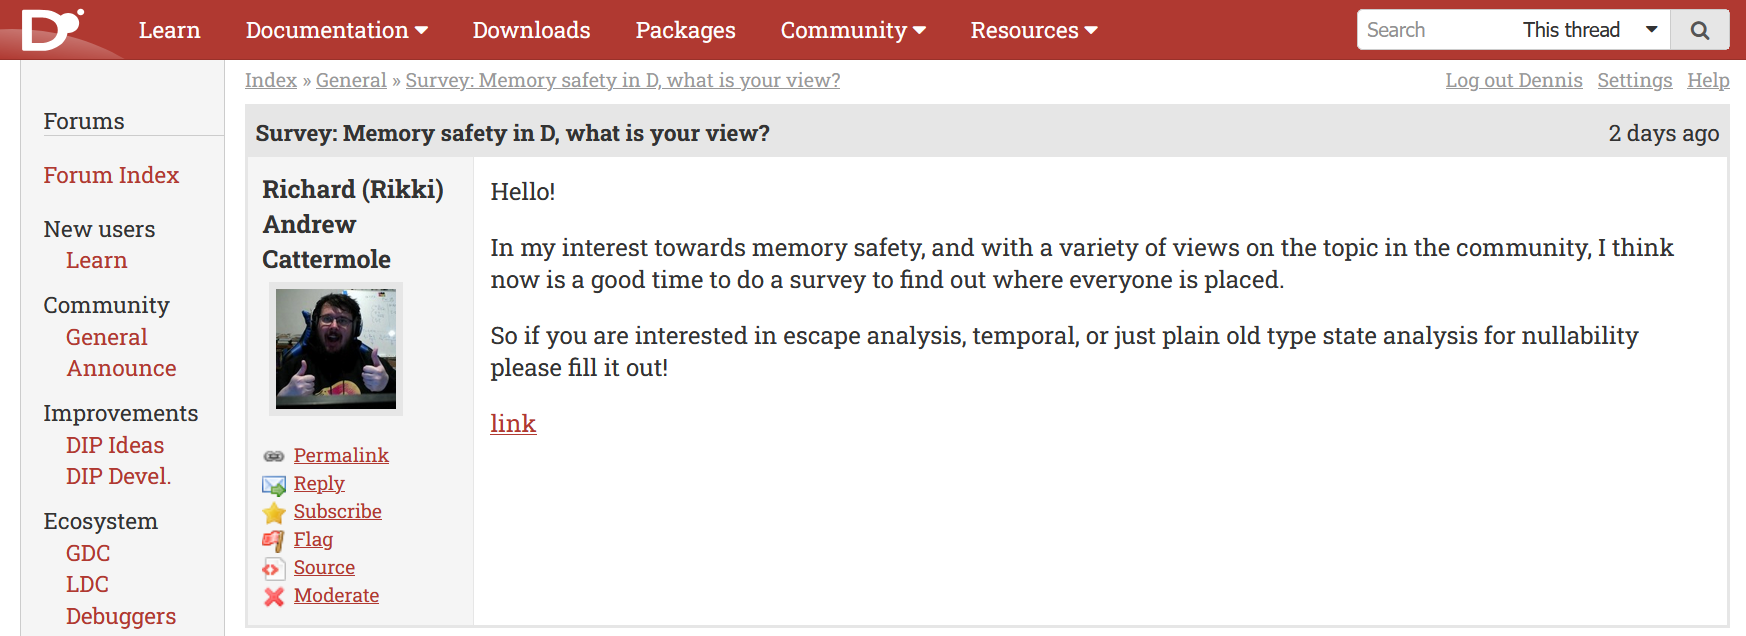 D
Learn
Documentation
Downloads
Packages
Community
Resources
Search
This thread
Forums
Forum Index
New users
Learn
Community
General
Announce
Improvements
DIP Ideas
DIP Devel.
Ecosystem
GDC
LDC
Debuggers
Index » General » Survey: Memory safety in D, what is your view?
Log out Dennis
Settings
Help
Survey: Memory safety in D, what is your view?
2 days ago
Richard (Rikki)
Andrew
Cattermole
Permalink
Reply
Subscribe
Flag
Source
Moderate
Hello!
In my interest towards memory safety, and with a variety of views on the topic in the community, I think
now is a good time to do a survey to find out where everyone is placed.
So if you are interested in escape analysis, temporal, or just plain old type state analysis for nullability
please fill it out!
link